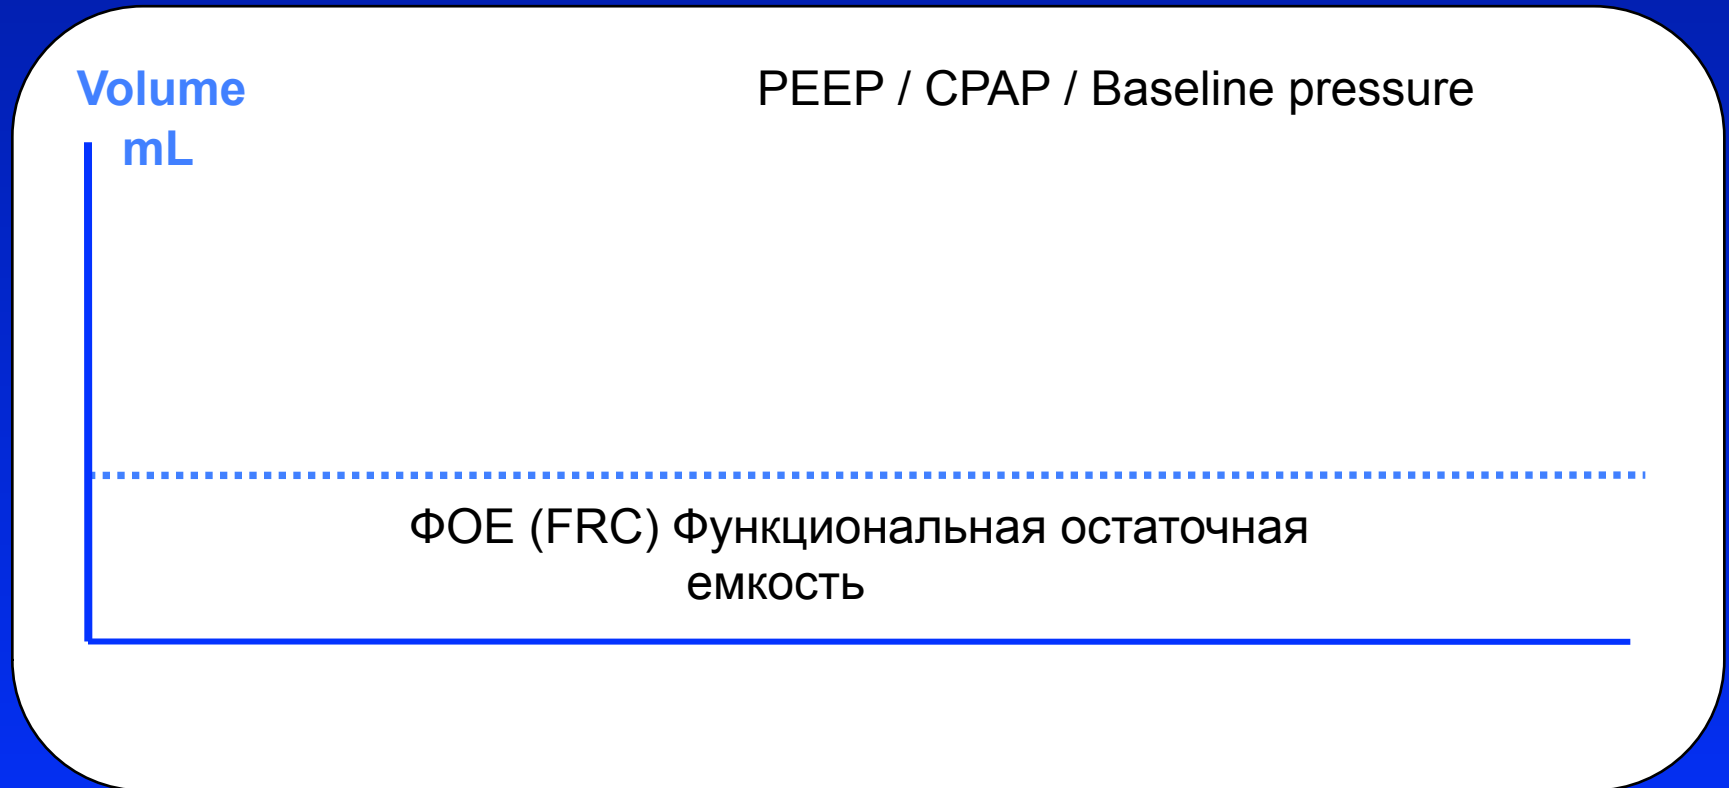 Volume
mL
PEEP / CPAP / Baseline pressure
ФОЕ (FRC) Функциональная остаточная
емкость